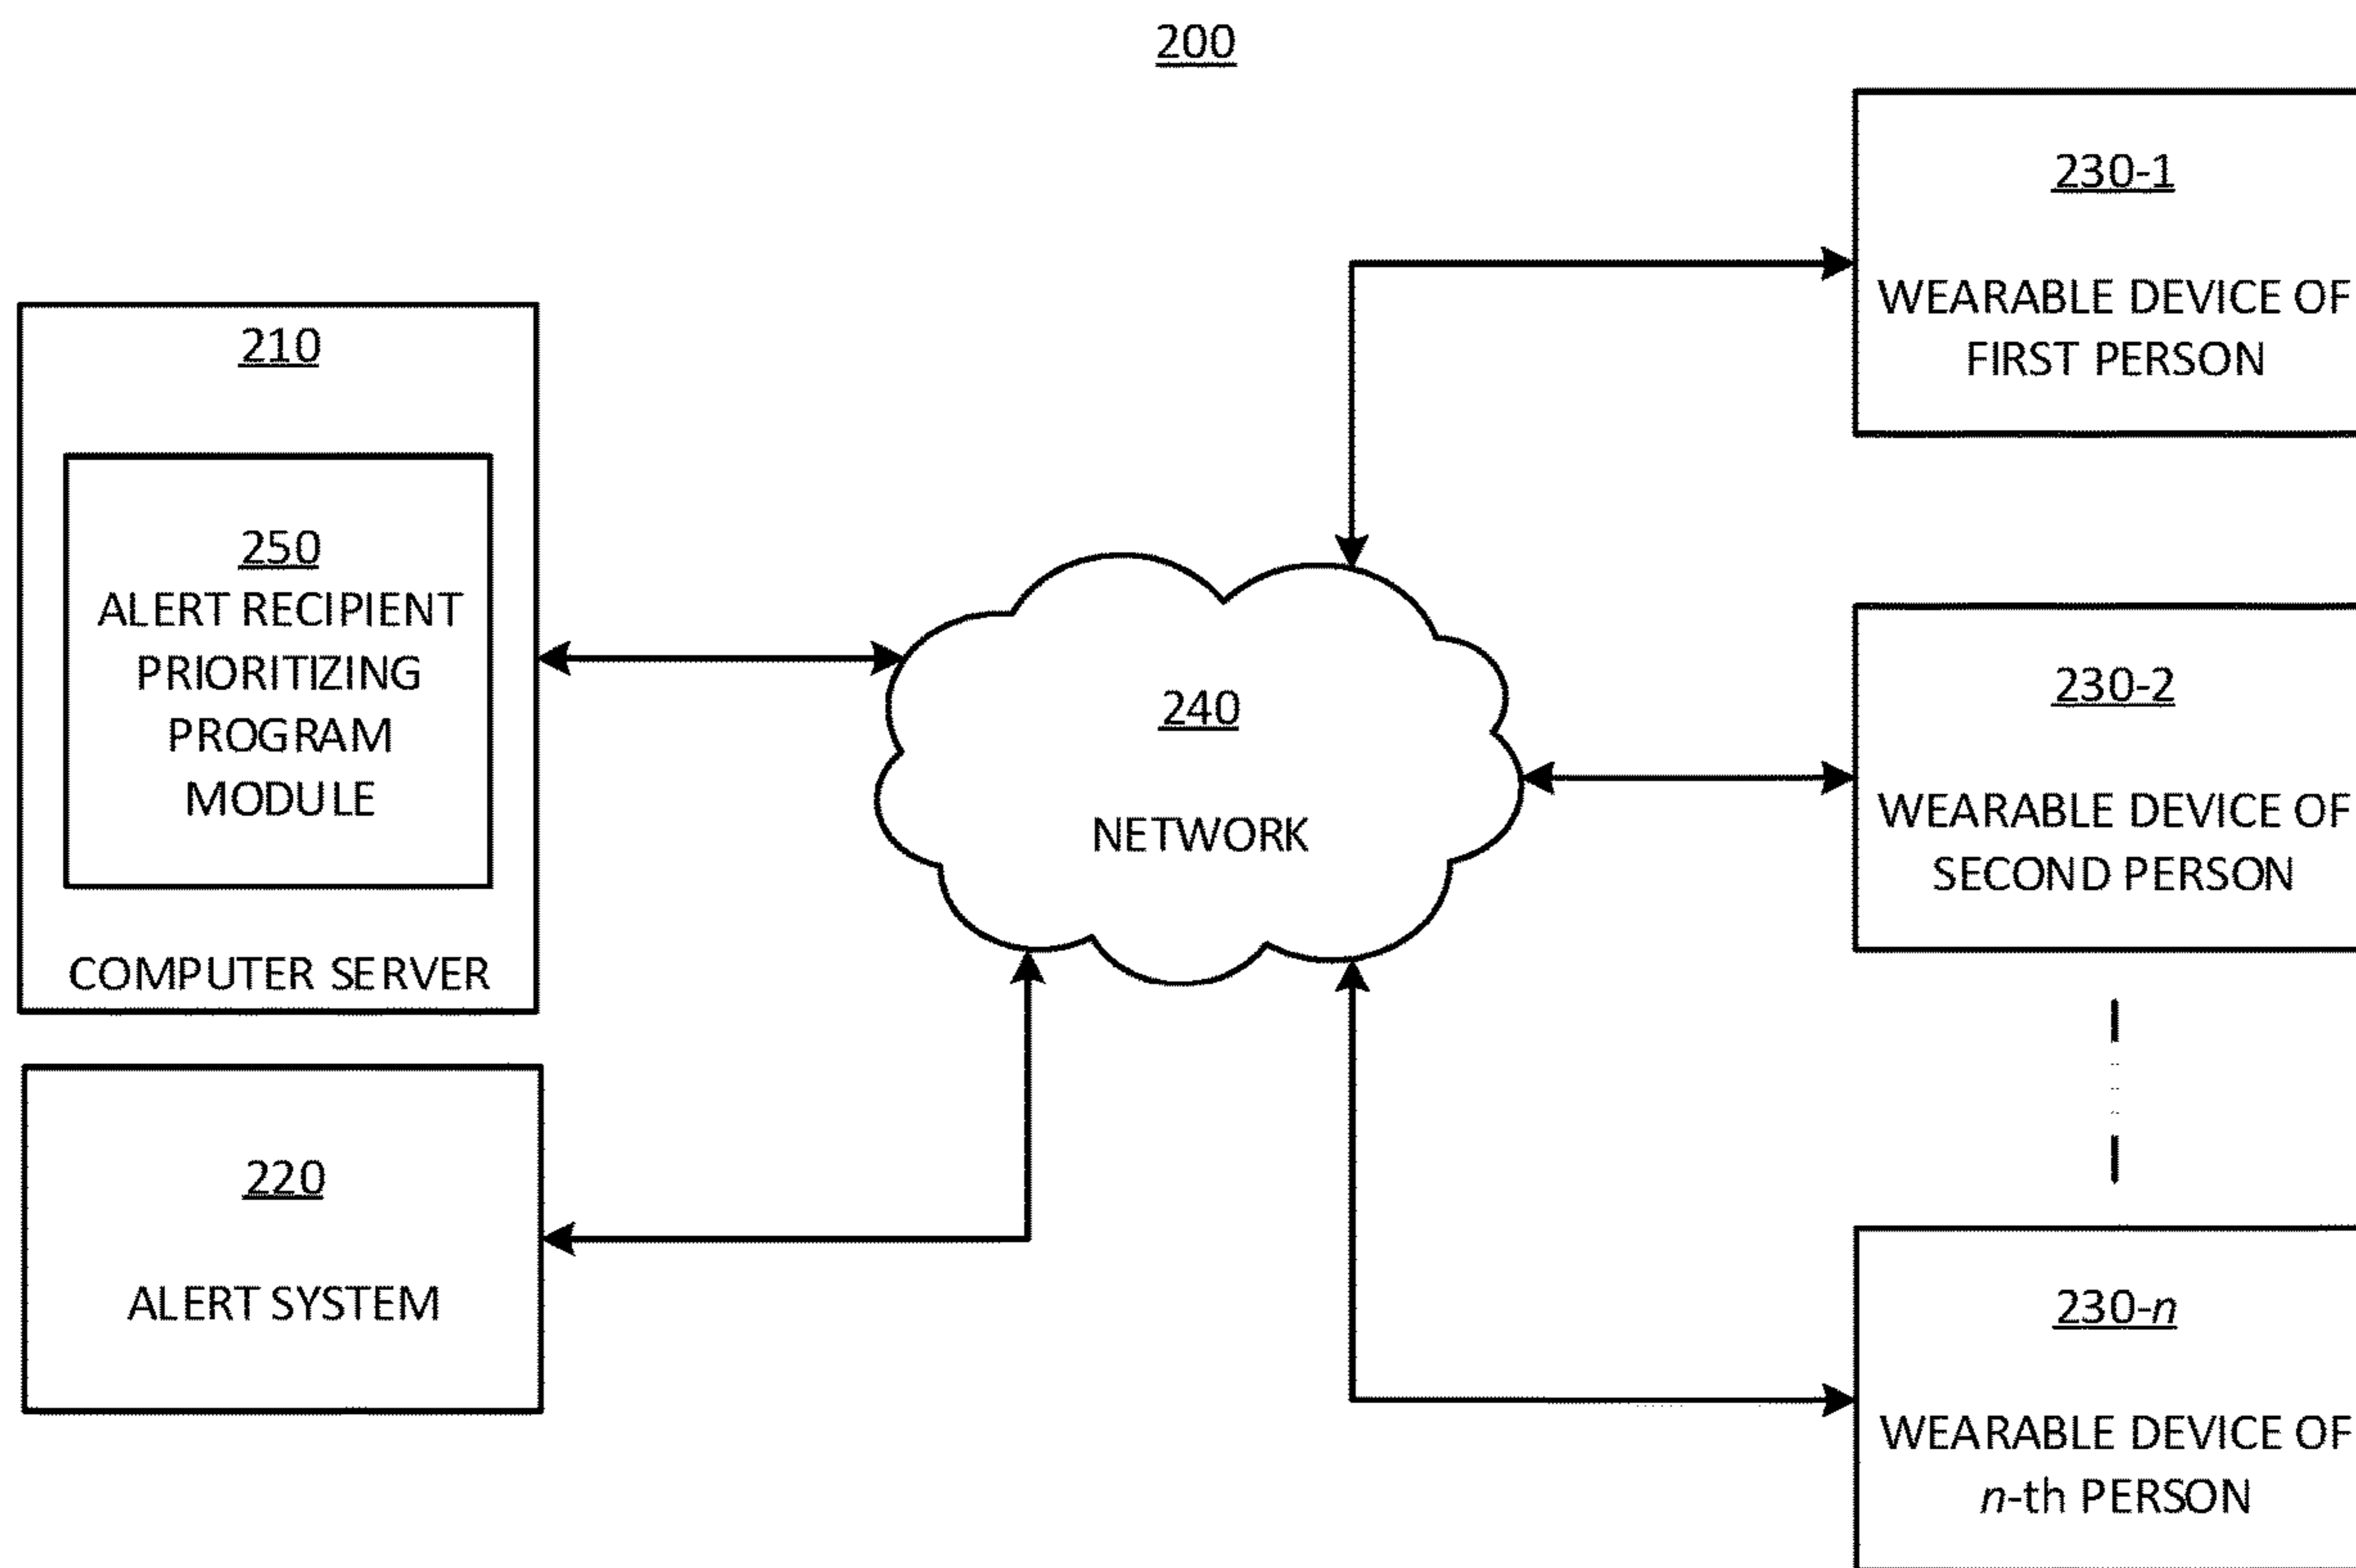 200
210
250
ALERT RECIPIENT
PRIORITIZING
PROGRAM
MODULE
COMPUTER SERVER
220
ALERT SYSTEM
240
NETWORK
230-1
WEARABLE DEVICE OF
FIRST PERSON
230-2
WEARABLE DEVICE OF
SECOND PERSON
230-n
WEARABLE DEVICE OF
n-th PERSON